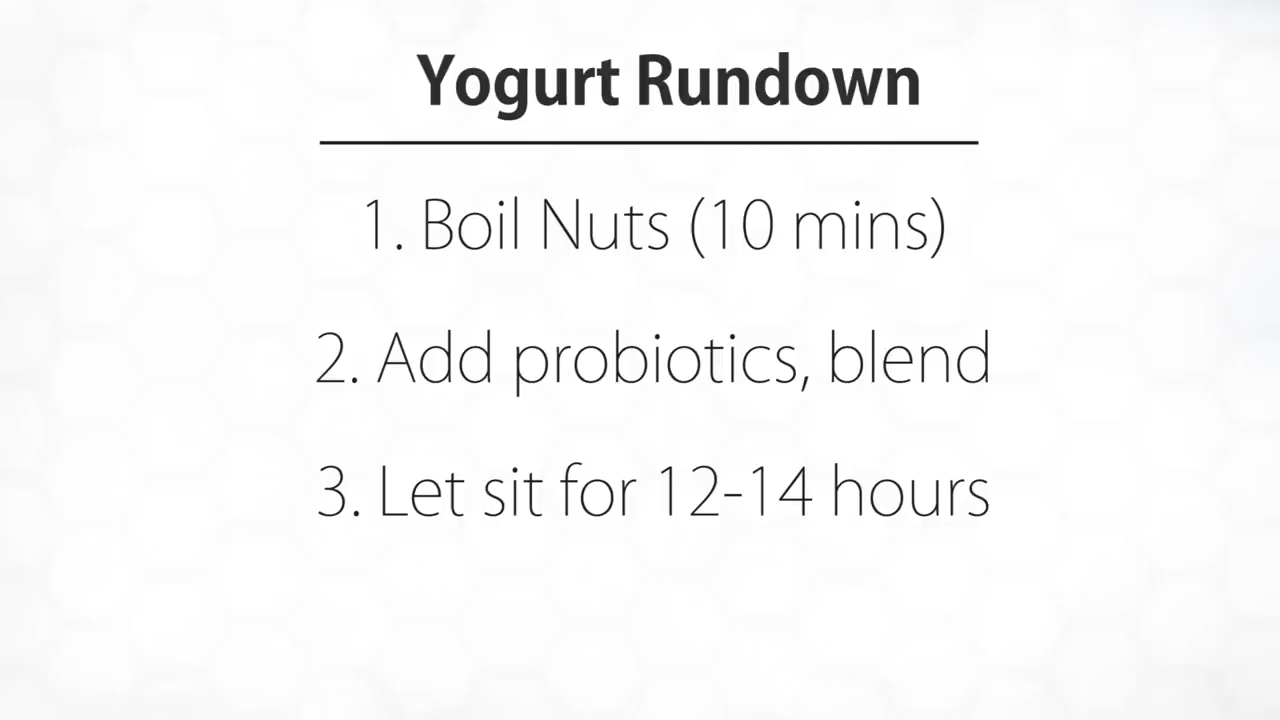 Yogurt Rundown
1. Boil Nuts (10 mins)
2. Add probiotics, blend
3. Let sit for 12-14 hours